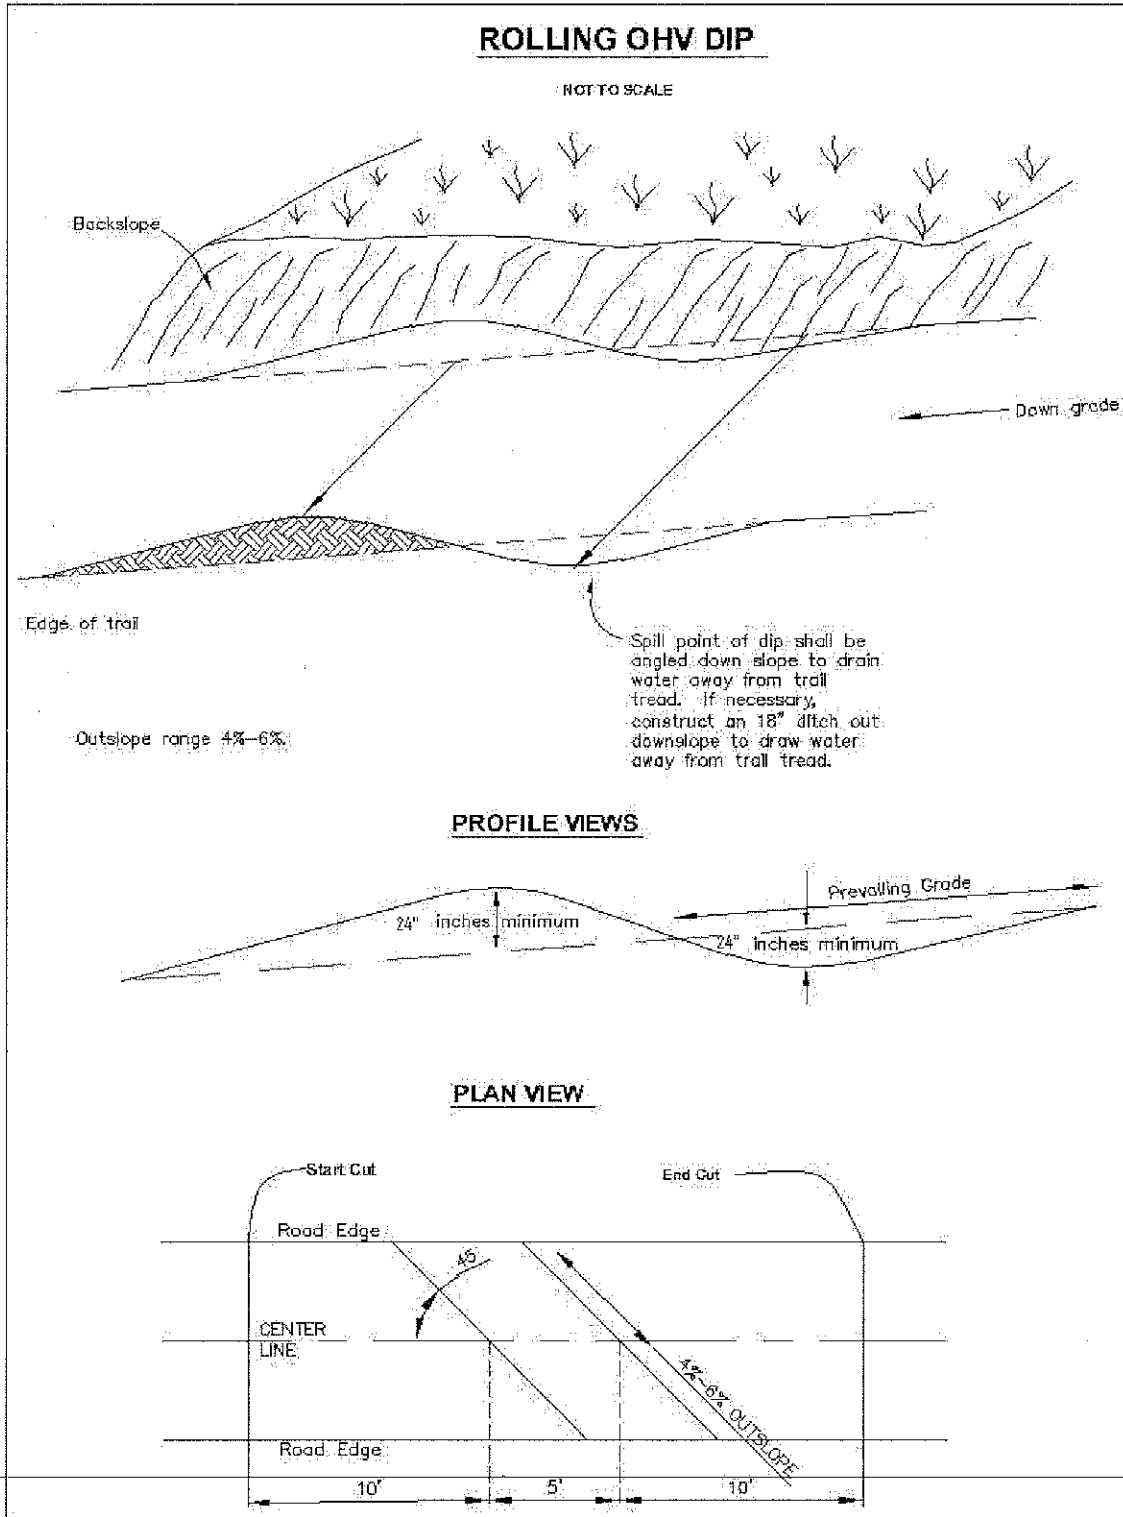 ROLLING OHV DIP
NOT TO SCALE
Backslope
Down grade
Edge of trail
Spill point of dip shall be
angled down slope to drain
water away from trail
tread. If necessary,
construct an 18" ditch out
downslope to draw water
away from trail tread.
Outslope range 4%-6%.
PROFILE VIEWS
Prevailing Grade
24" inches minimum
24" inches minimum
PLAN VIEW
Start Cut
End Cut
Road Edge
45
CENTER
LINE
4%-6% OUTSLOPE
Road Edge
10'
5'
10'